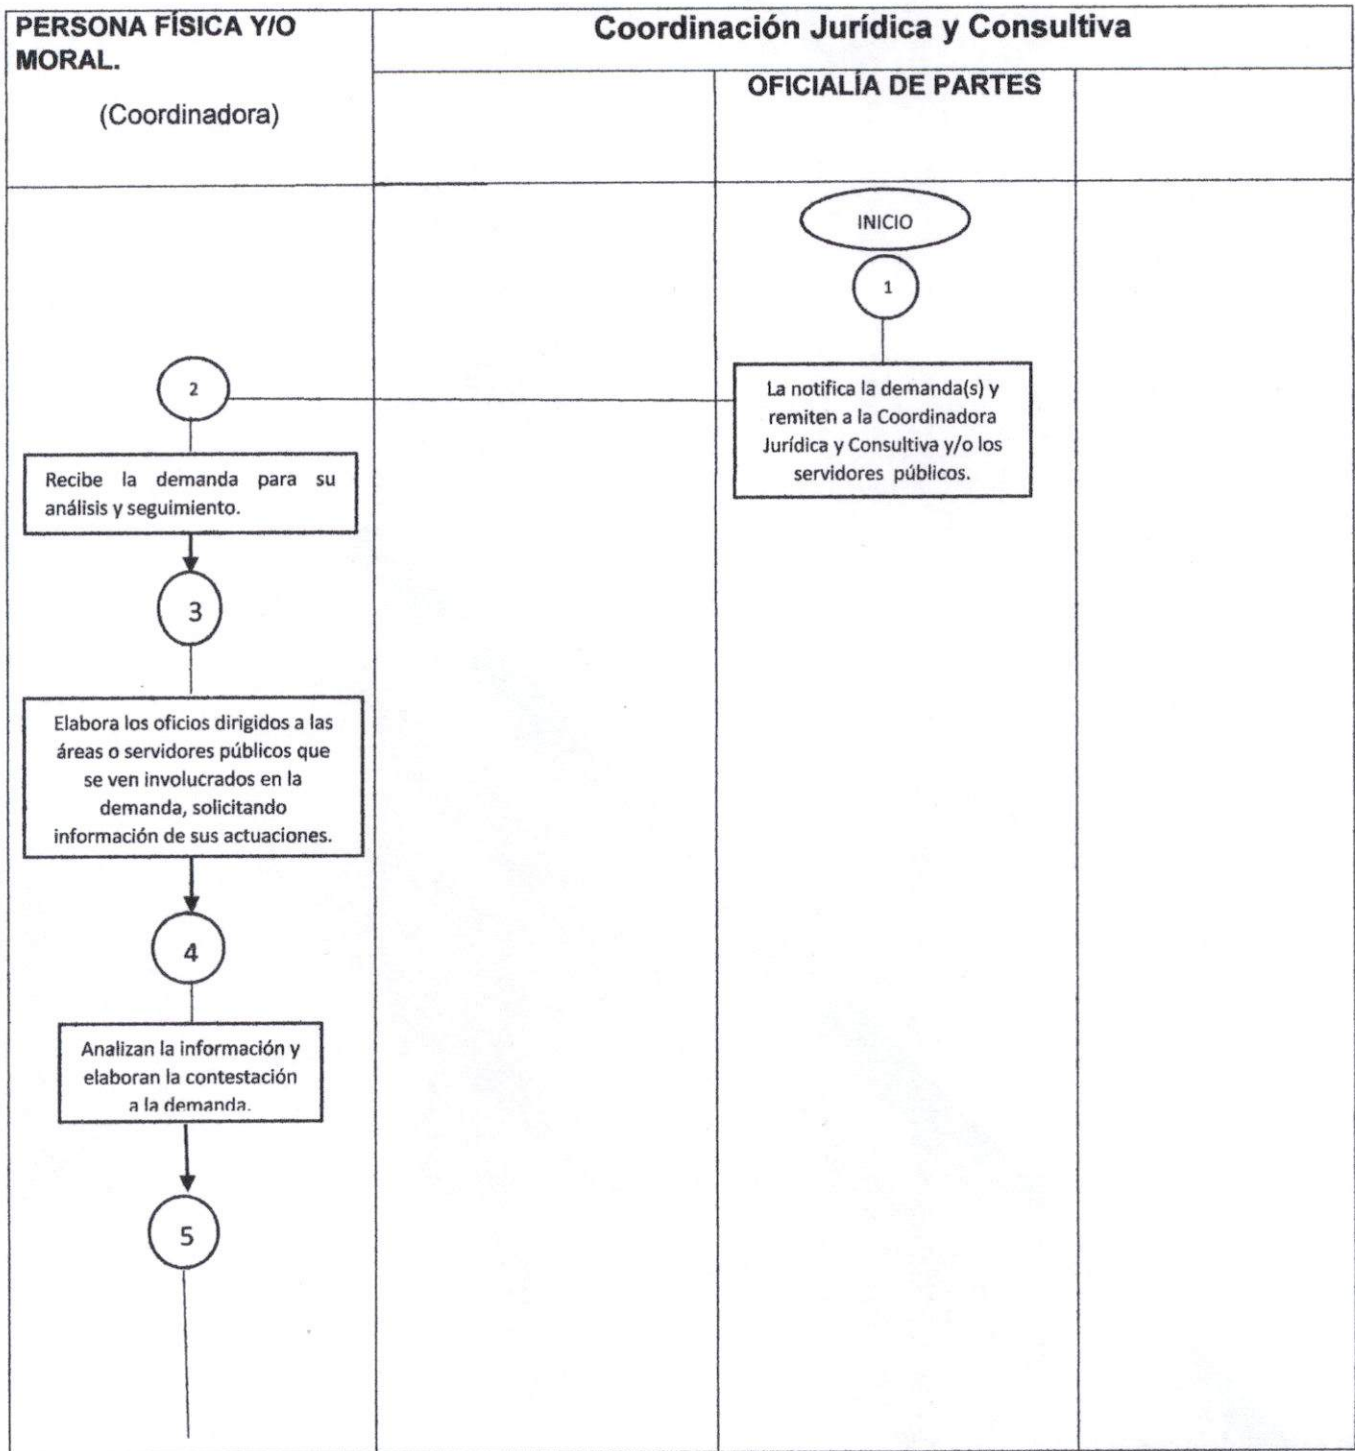 PERSONA FÍSICA Y/O
MORAL.
(Coordinadora)
Coordinación Jurídica y Consultiva
OFICIALÍA DE PARTES
INICIO
1
La notifica la demanda(s) y
remiten a la Coordinadora
Jurídica y Consultiva y/o los
servidores públicos.
2
Recibe la demanda para su
análisis y seguimiento.
3
Elabora los oficios dirigidos a las
áreas o servidores públicos que
se ven involucrados en la
demanda, solicitando
información de sus actuaciones.
4
Analizan la información y
elaboran la contestación
a la demanda.
5